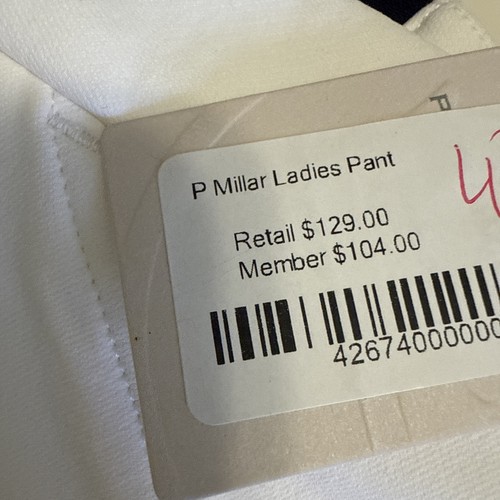 P
P Millar Ladies Pant
Retail $129.00
Member $104.00
42674000000